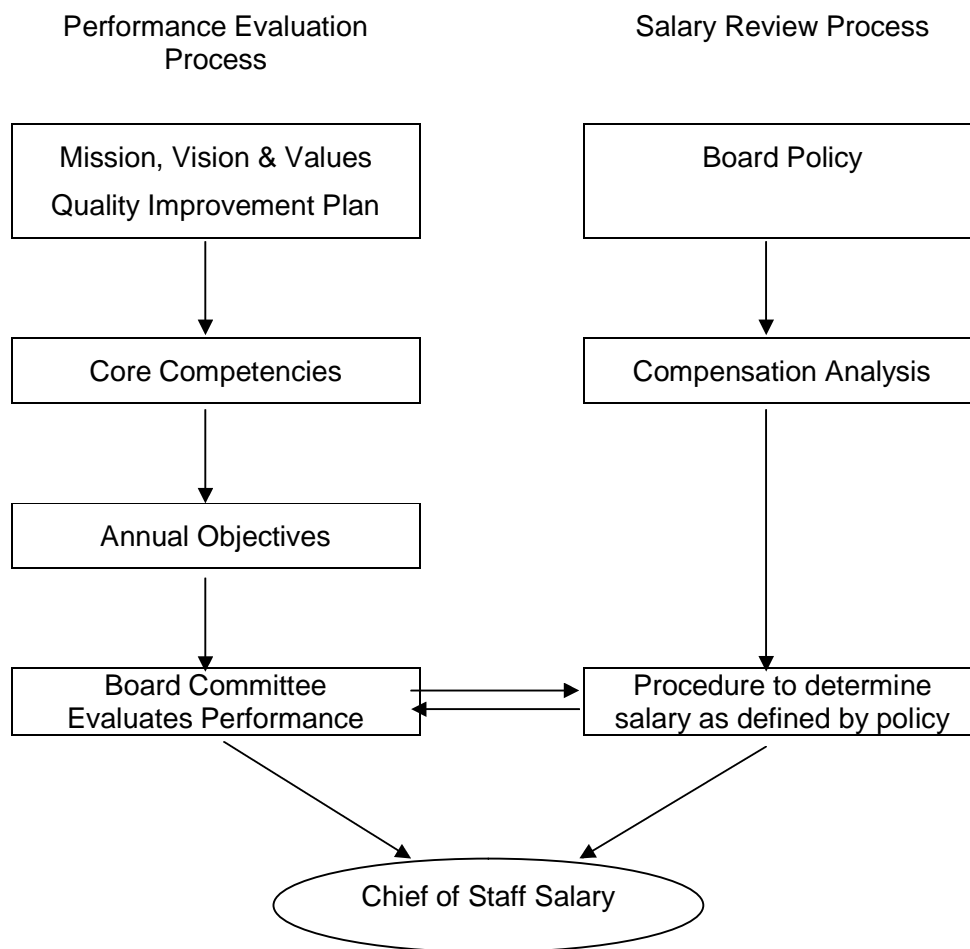 Performance Evaluation
Process
Salary Review Process
Mission, Vision & Values
Quality Improvement Plan
Board Policy
Core Competencies
Compensation Analysis
Annual Objectives
Board Committee
Evaluates Performance
Procedure to determine
salary as defined by policy
Chief of Staff Salary